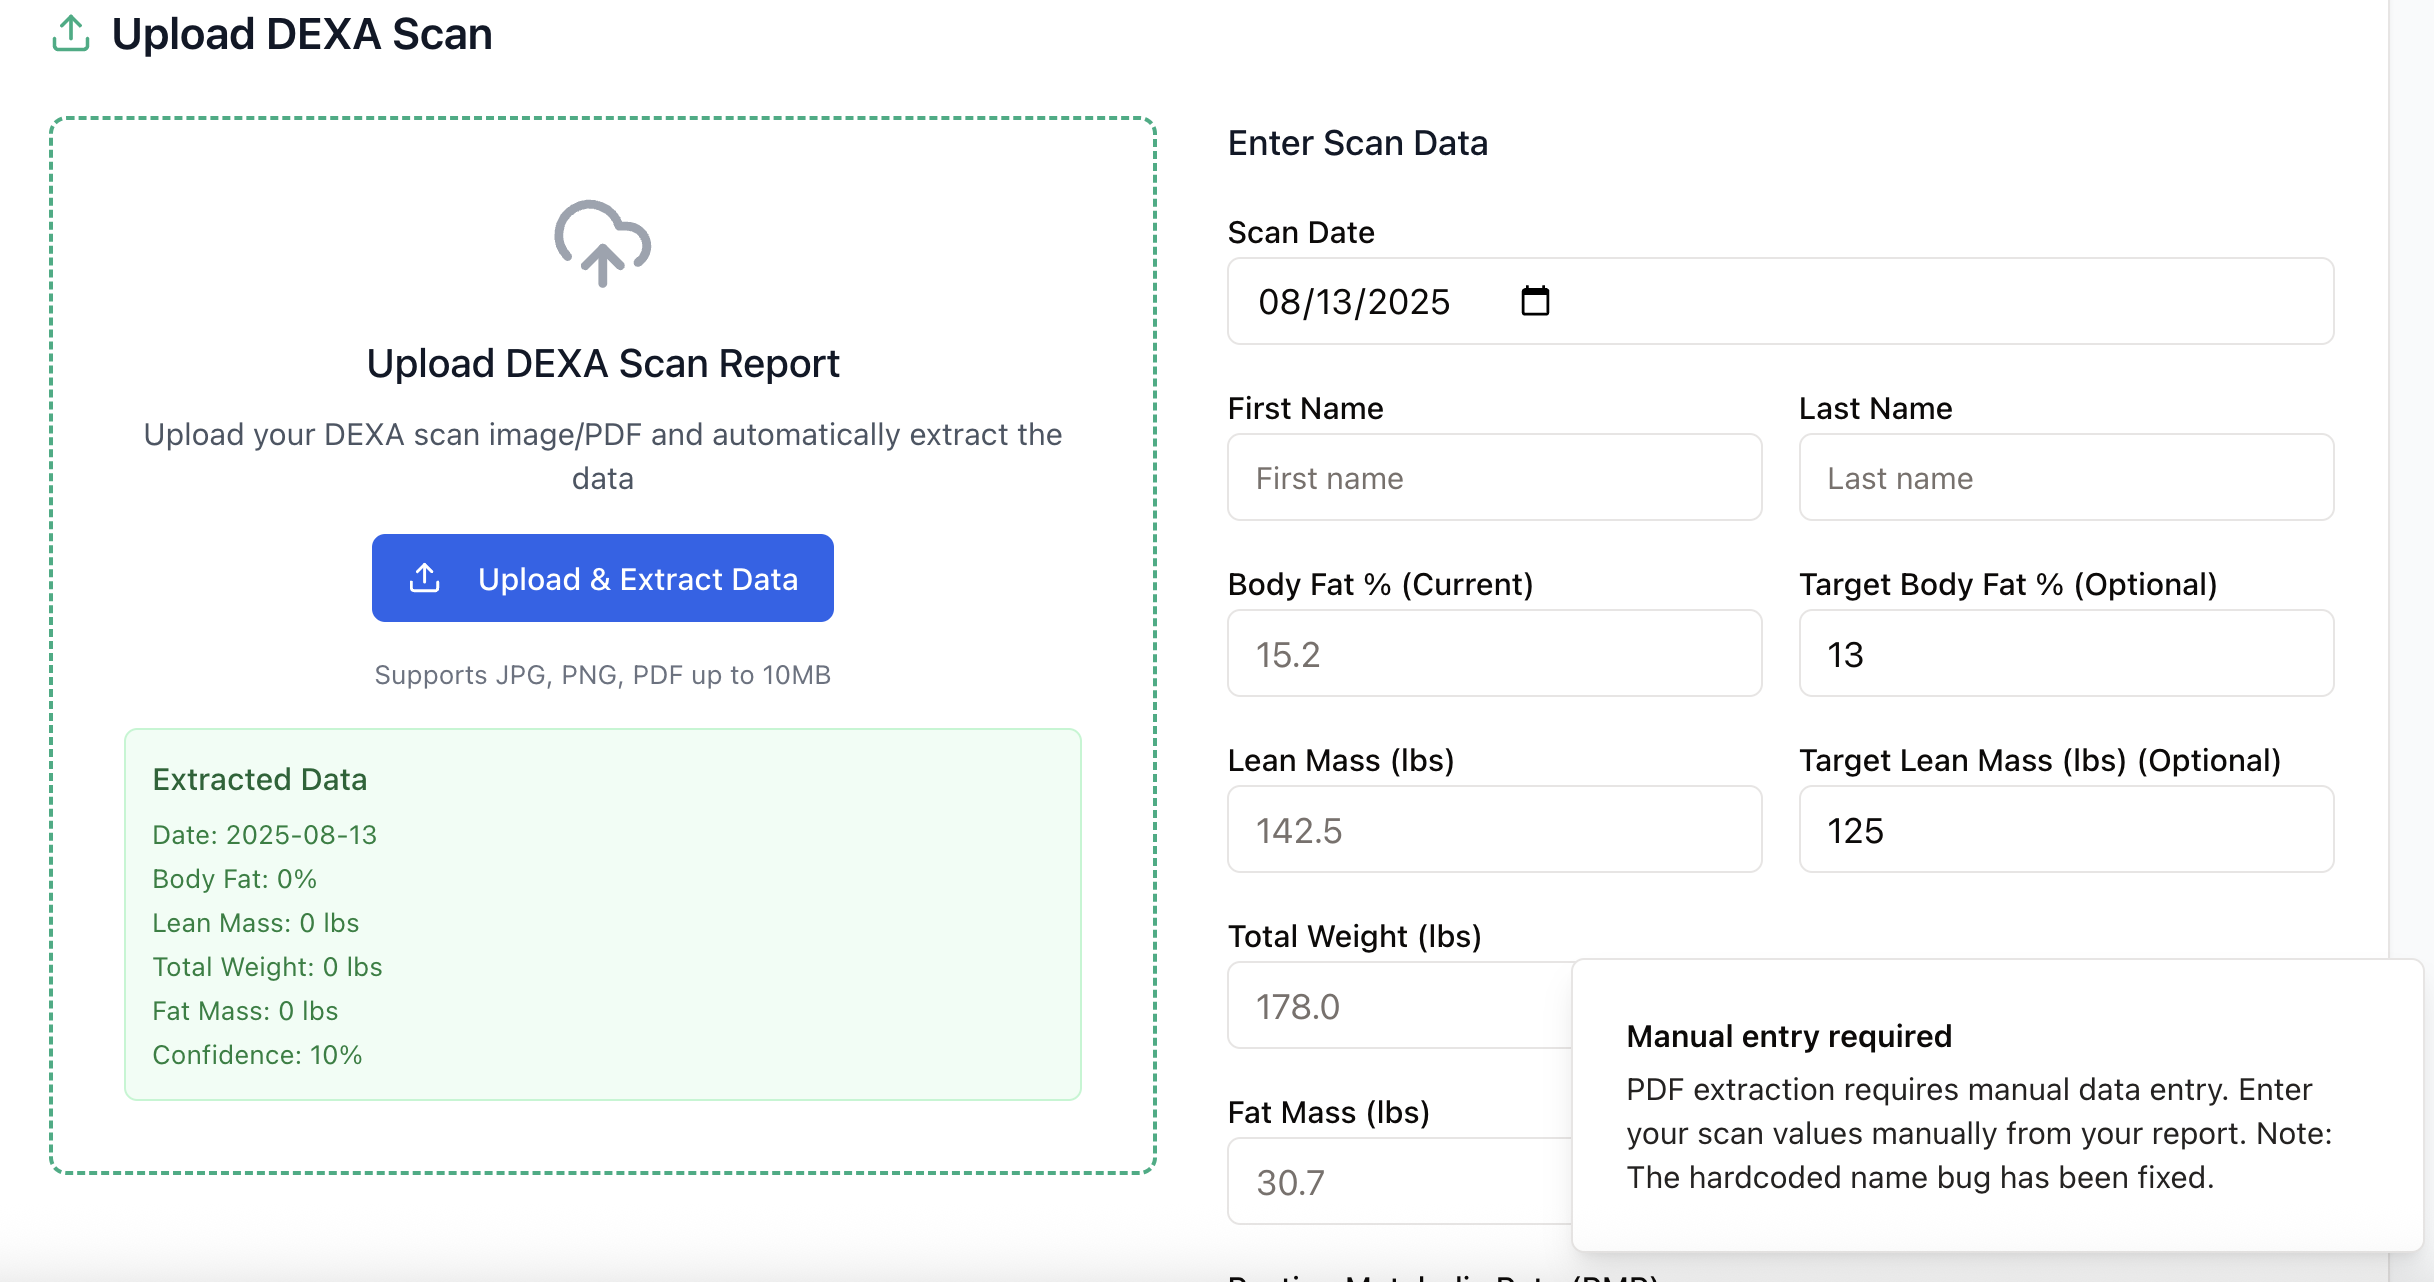 Upload DEXA Scan
Upload DEXA Scan Report
Upload your DEXA scan image/PDF and automatically extract the
data
Upload & Extract Data
Supports JPG, PNG, PDF up to 10MB
Extracted Data
Date: 2025-08-13
Body Fat: 0%
Lean Mass: 0 lbs
Total Weight: 0 lbs
Fat Mass: 0 lbs
Confidence: 10%
Enter Scan Data
Scan Date
08/13/2025
First Name
Last Name
First name
Last name
Body Fat % (Current)
Target Body Fat % (Optional)
15.2
13
Lean Mass (lbs)
Target Lean Mass (lbs) (Optional)
142.5
125
Total Weight (lbs)
178.0
Fat Mass (lbs)
30.7
Manual entry required
PDF extraction requires manual data entry. Enter
your scan values manually from your report. Note:
The hardcoded name bug has been fixed.